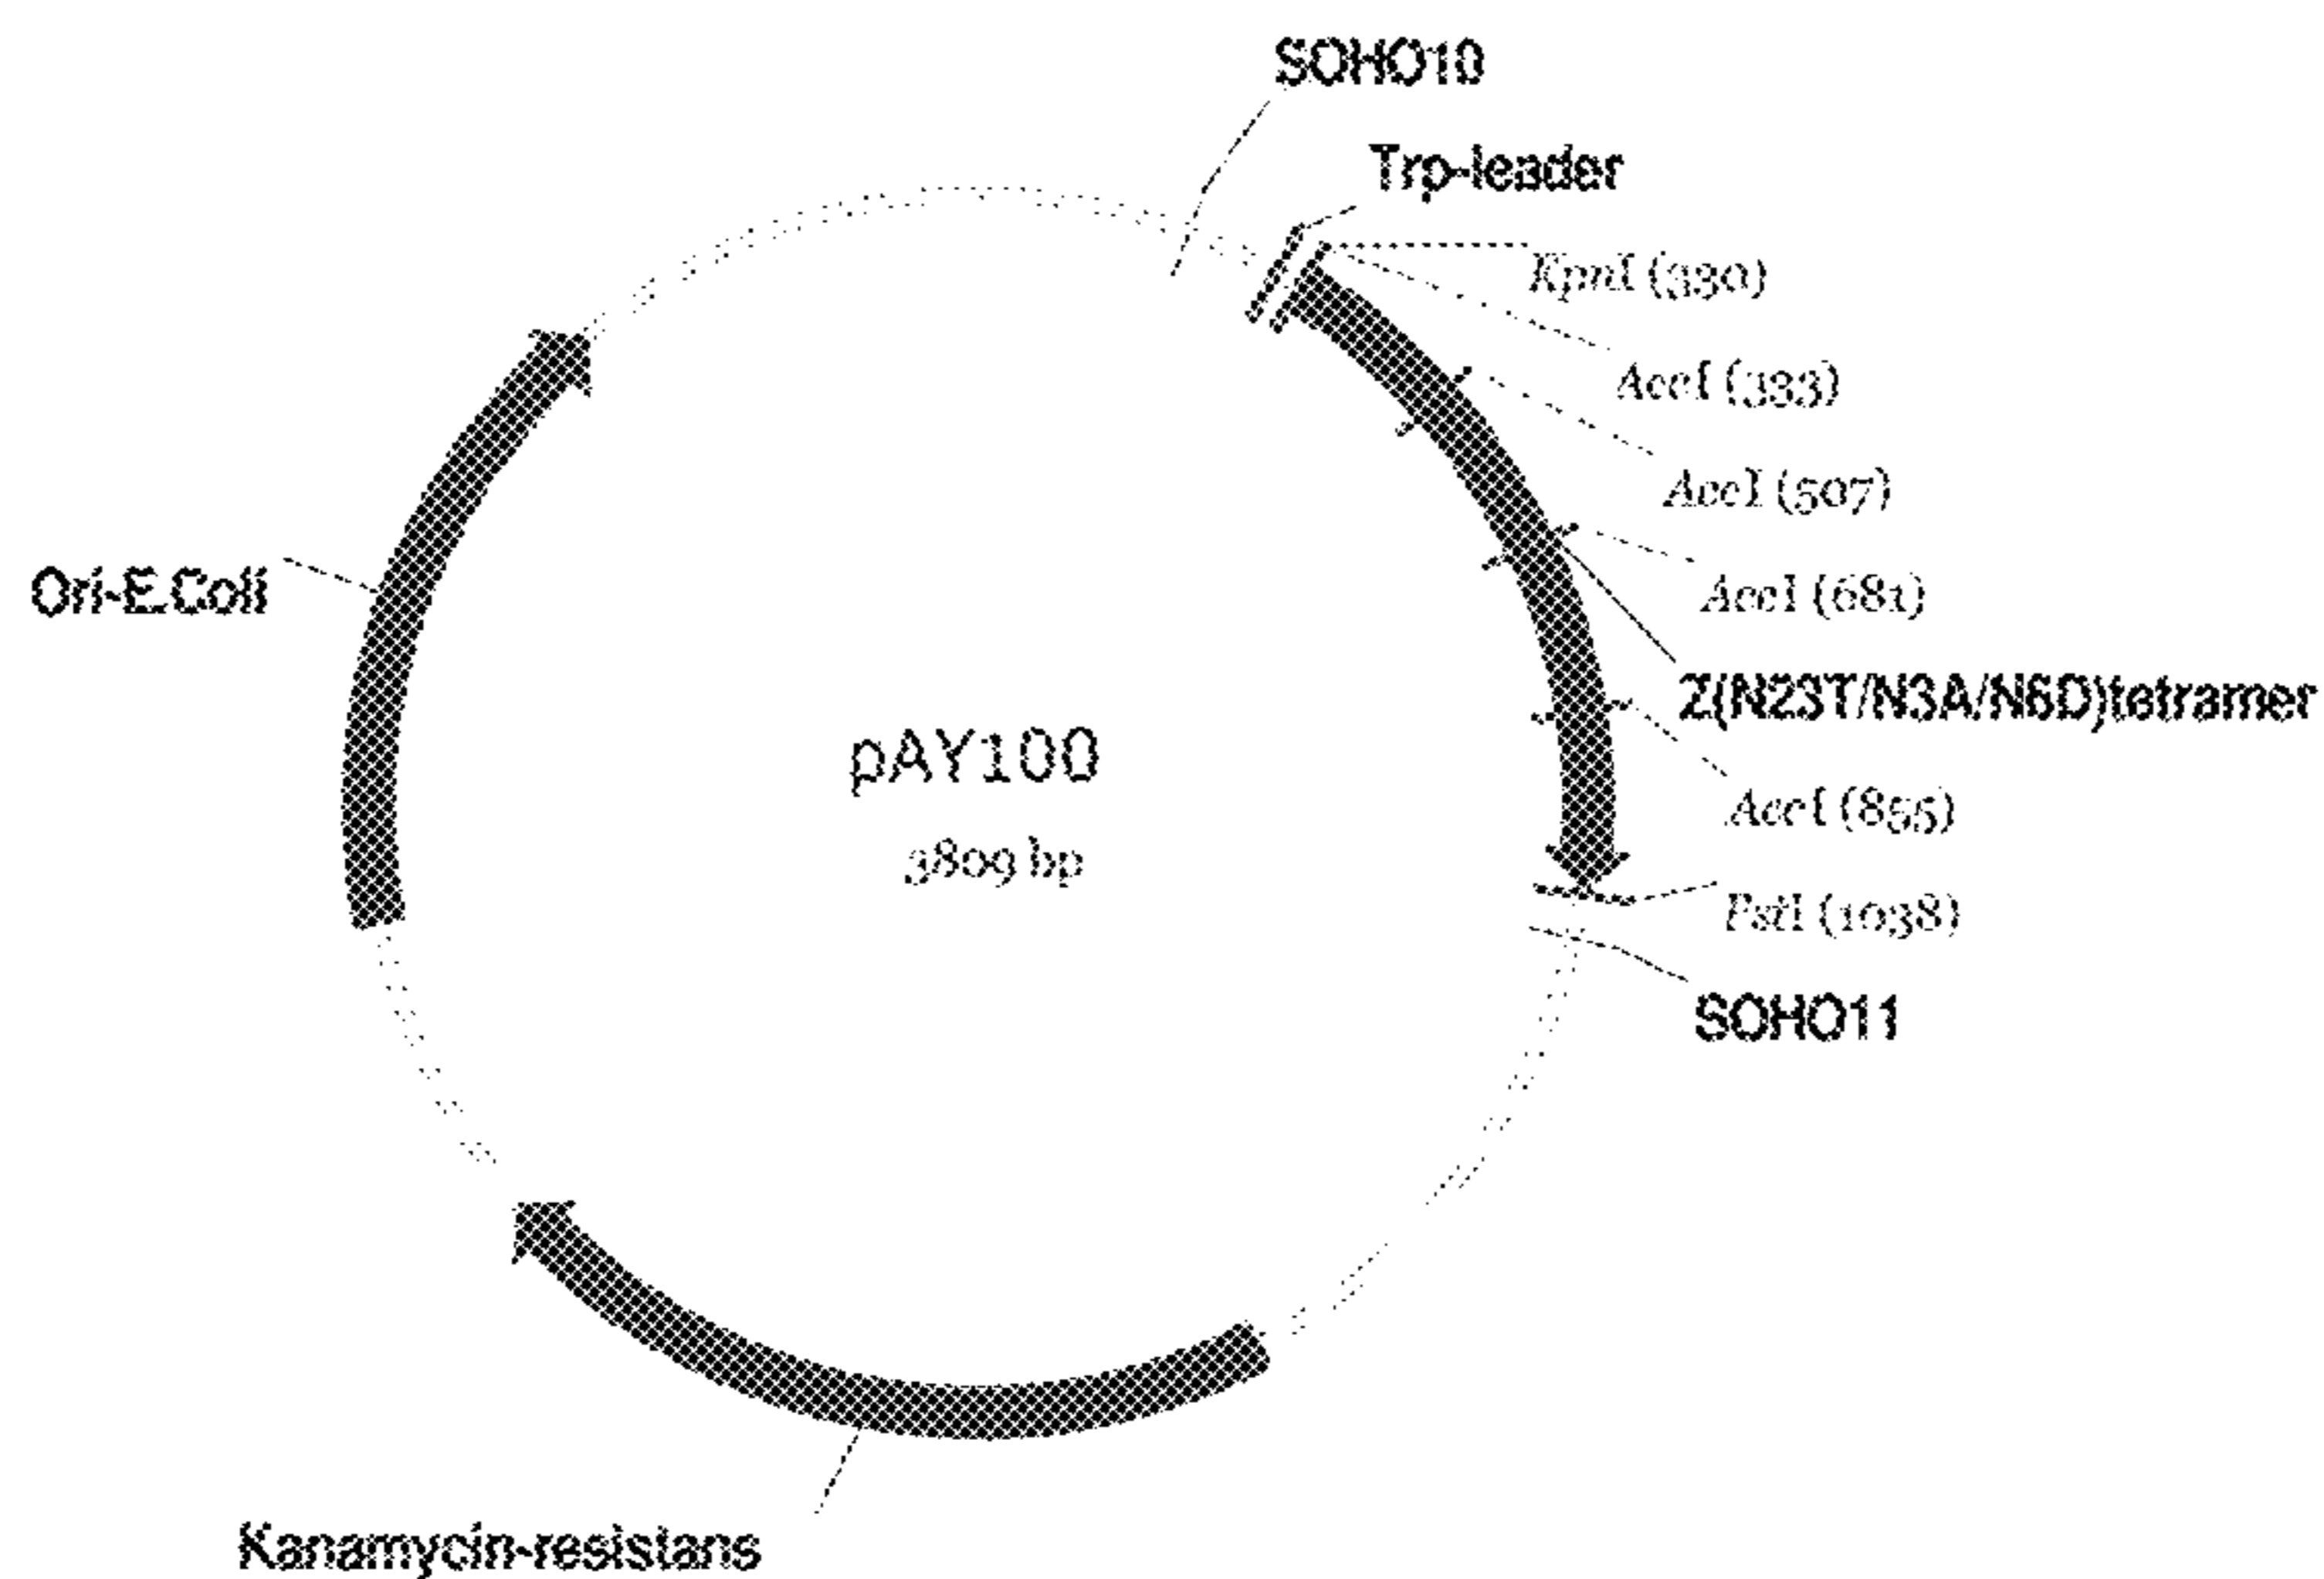 SOHO10
Trp-leader
KpnI (330)
AccI (333)
AccI (507)
AccI (681)
Ori-E.Coli
Z(N23T/N3A/N6D)tetramer
pAY100
AccI (855)
3809 bp
PstI (1038)
SOHO11
Kanamycin-resistans